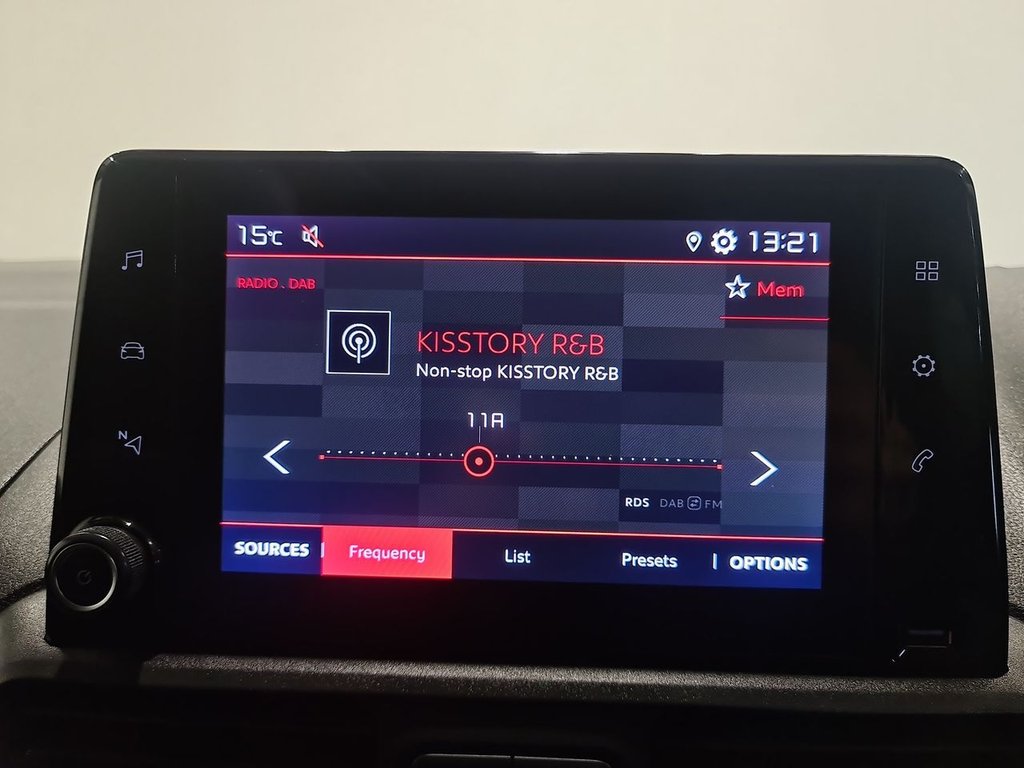 15°C 13:21
RADIO . DAB
Mem
KISSTORY R&B
Non-stop KISSTORY R&B
11A
RDS DAB FM
SOURCES Frequency List Presets OPTIONS
N